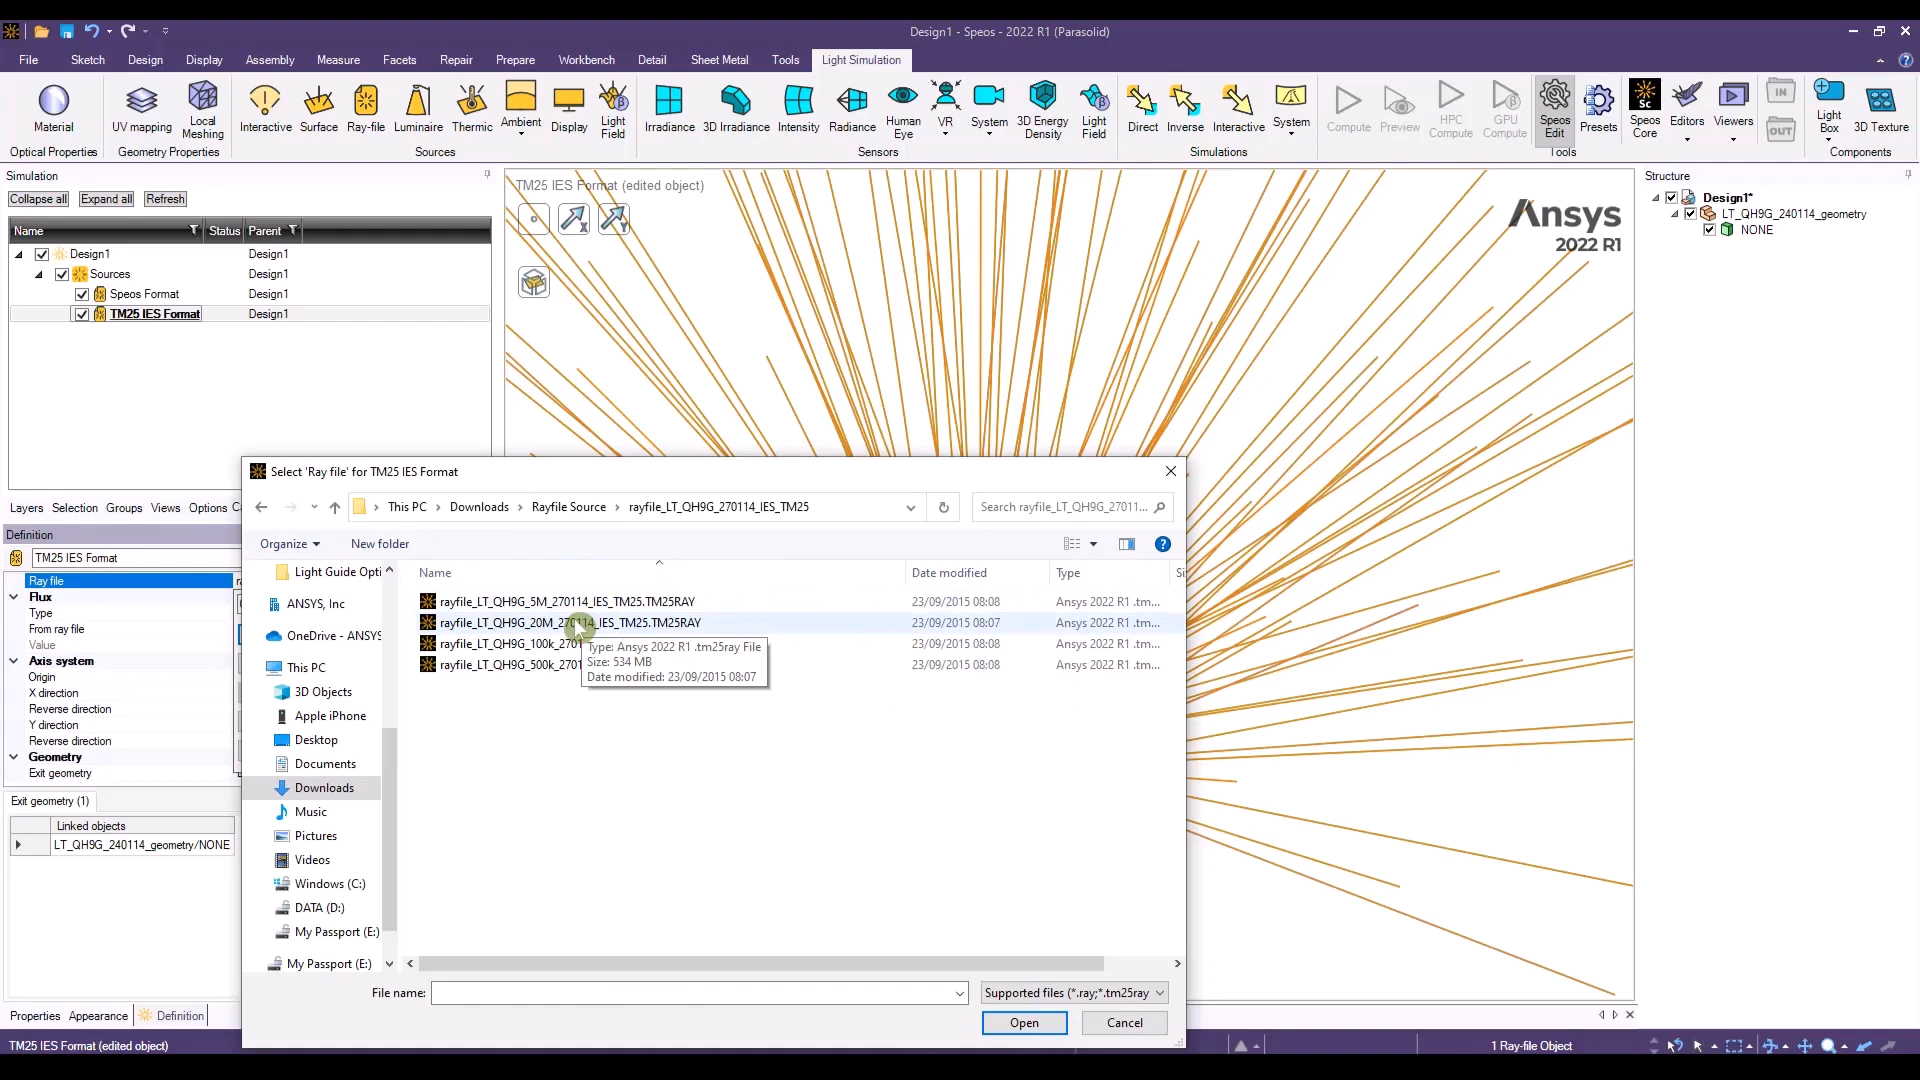 Design1 - Speos - 2022 R1 (Parasolid)
File Sketch Design Display Assembly Measure Facets Repair Prepare Workbench Detail Sheet Metal Tools Light Simulation
Material
UV mapping
Local Meshing
Interactive
Surface
Ray-file
Luminaire
Thermic
Ambient
Display
Light Field
Irradiance
3D Irradiance
Intensity
Radiance
Human Eye
VR
System
3D Energy Density
Light Field
Direct
Inverse
Interactive
System
Compute
Preview
HPC Compute
GPU Compute
Speos Edit
Presets
Speos Core
Editors
Viewers
IN
OUT
Light Box
3D Texture
Optical Properties Geometry Properties Sources Sensors Simulations Tools Components
Simulation
Collapse all Expand all Refresh
Name Status Parent
Design1 Design1
Sources Design1
Speos Format Design1
TM25 IES Format Design1
TM25 IES Format (edited object)
Ansys
2022 R1
Structure
Design1*
LT_QH9G_240114_geometry
NONE
Layers Selection Groups Views Options
Definition
TM25 IES Format
Ray file
Flux
Type
From ray file
Value
Axis system
Origin
X direction
Reverse direction
Y direction
Reverse direction
Geometry
Exit geometry
Exit geometry (1)
Linked objects
LT_QH9G_240114_geometry/NONE
Properties Appearance Definition
Select 'Ray file' for TM25 IES Format
This PC › Downloads › Rayfile Source › rayfile_LT_QH9G_270114_IES_TM25
Search rayfile_LT_QH9G_27011...
Organize New folder
Light Guide Opti
ANSYS, Inc
OneDrive - ANSYS
This PC
3D Objects
Apple iPhone
Desktop
Documents
Downloads
Music
Pictures
Videos
Windows (C:)
DATA (D:)
My Passport (E:)
My Passport (E:)
Name Date modified Type Si
rayfile_LT_QH9G_5M_270114_IES_TM25.TM25RAY 23/09/2015 08:08 Ansys 2022 R1 .tm...
rayfile_LT_QH9G_20M_270114_IES_TM25.TM25RAY 23/09/2015 08:07 Ansys 2022 R1 .tm...
rayfile_LT_QH9G_100k_2701 23/09/2015 08:08 Ansys 2022 R1 .tm...
rayfile_LT_QH9G_500k_2701 23/09/2015 08:08 Ansys 2022 R1 .tm...
Type: Ansys 2022 R1 .tm25ray File
Size: 534 MB
Date modified: 23/09/2015 08:07
File name: Supported files (*.ray;*.tm25ray
Open Cancel
TM25 IES Format (edited object) 1 Ray-file Object